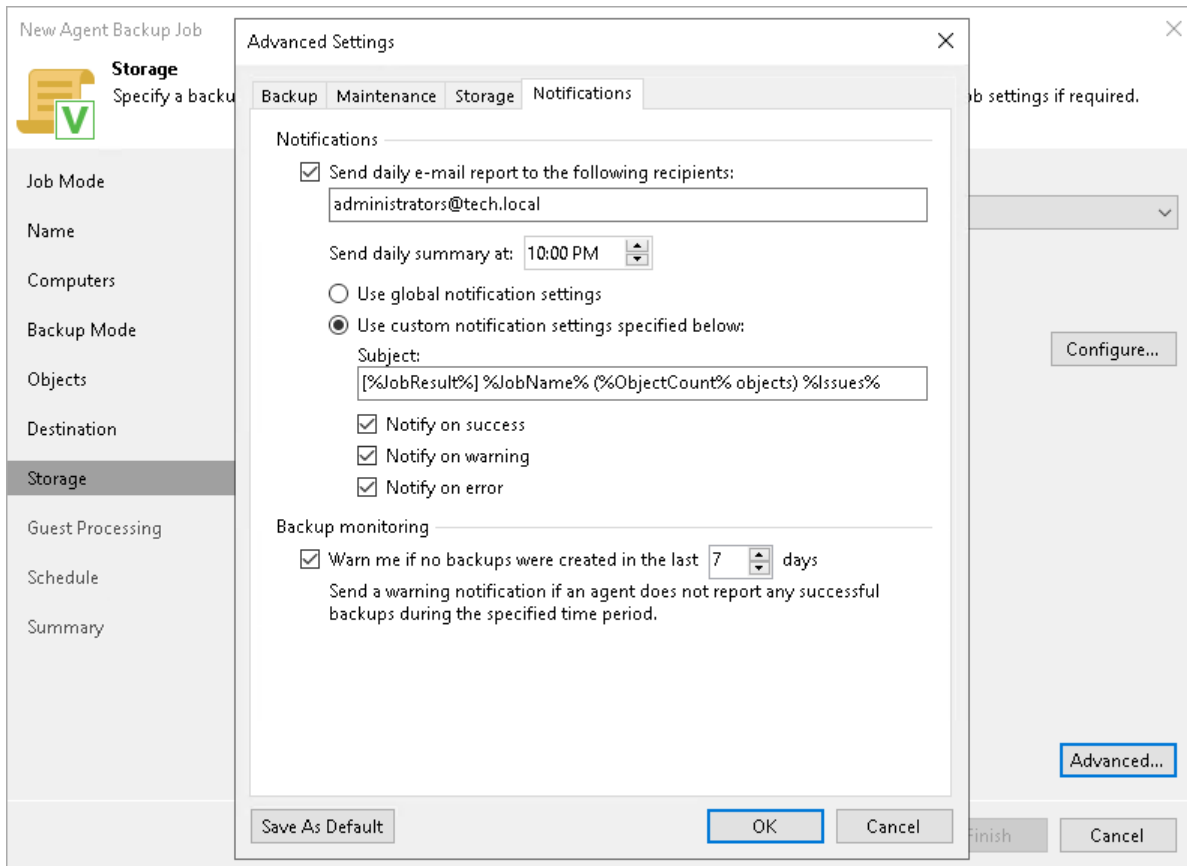 New Agent Backup Job
Storage
Specify a backu
b settings if required.
Job Mode
Name
Computers
Backup Mode
Objects
Destination
Storage
Guest Processing
Schedule
Summary
Configure...
Advanced...
Finish
Cancel
Advanced Settings
Backup Maintenance Storage Notifications
Notifications
Send daily e-mail report to the following recipients:
administrators@tech.local
Send daily summary at: 10:00 PM
Use global notification settings
Use custom notification settings specified below:
Subject:
[%JobResult%] %JobName% (%ObjectCount% objects) %Issues%
Notify on success
Notify on warning
Notify on error
Backup monitoring
Warn me if no backups were created in the last 7 days
Send a warning notification if an agent does not report any successful
backups during the specified time period.
Save As Default
OK
Cancel